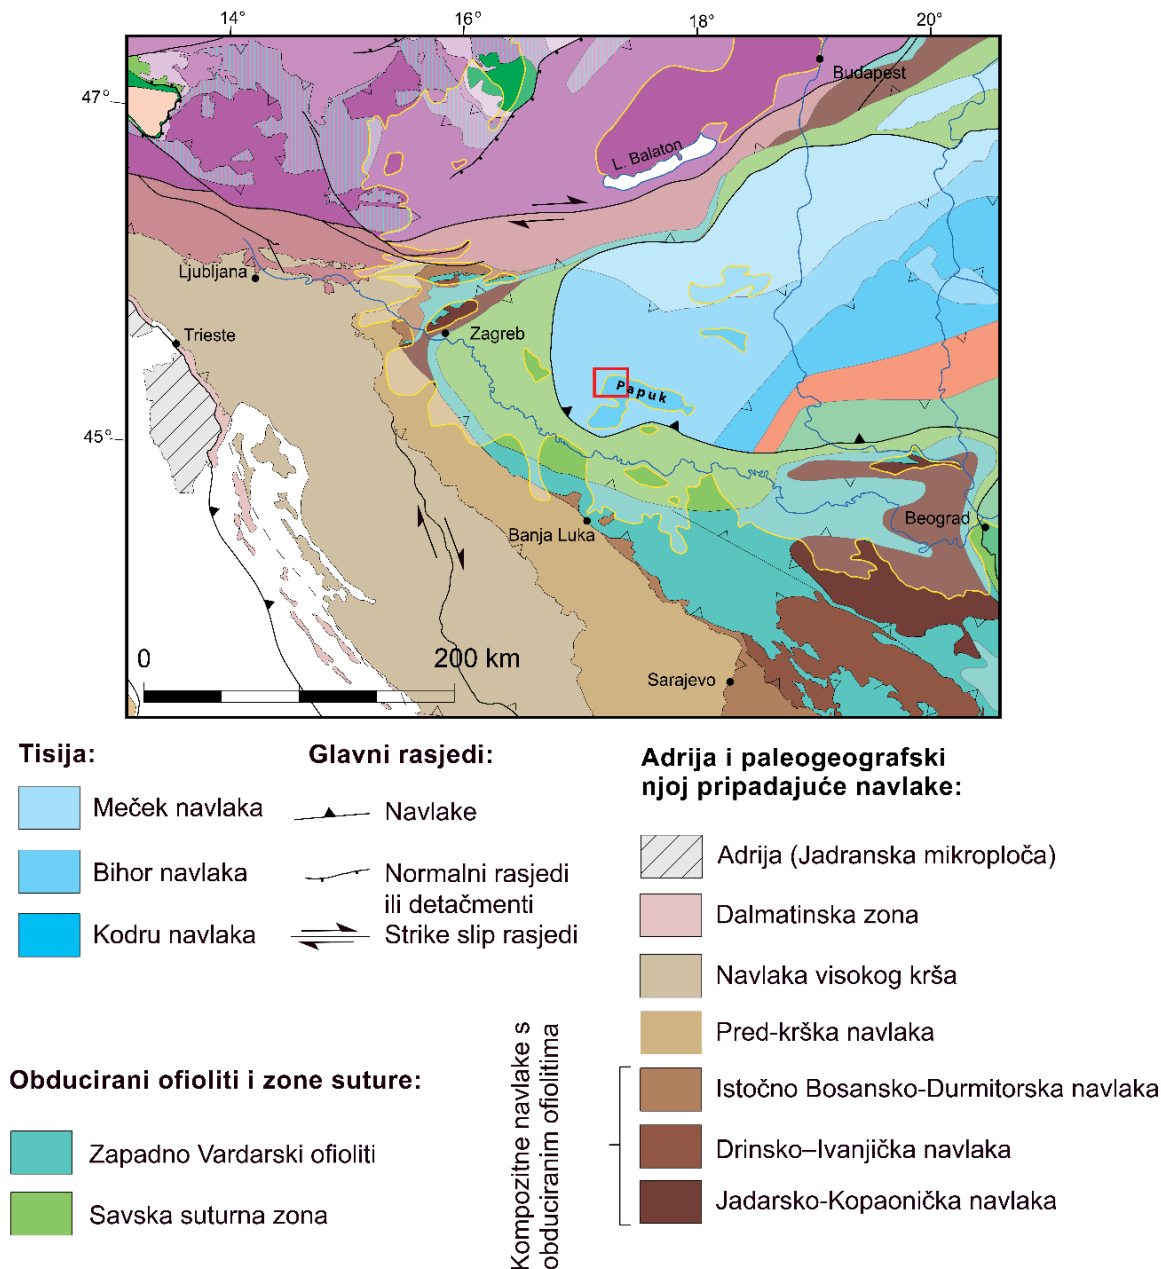 14°
16°
18°
20°
47°
45°
Budapest
L. Balaton
Ljubljana
Trieste
Zagreb
Papuk
Banja Luka
Beograd
Sarajevo
0
200 km
Tisija:
Meček navlaka
Bihor navlaka
Kodru navlaka
Glavni rasjedi:
Navlake
Normalni rasjedi
ili detačmenti
Strike slip rasjedi
Obducirani ofioliti i zone suture:
Zapadno Vardarski ofioliti
Savska suturna zona
Adrija i paleogeografski
njoj pripadajuće navlake:
Adrija (Jadranska mikroploča)
Dalmatinska zona
Navlaka visokog krša
Pred-krška navlaka
Kompozitne navlake s
obduciranim ofiolitima
Istočno Bosansko-Durmitorska navlaka
Drinsko–Ivanjička navlaka
Jadarsko-Kopaonička navlaka